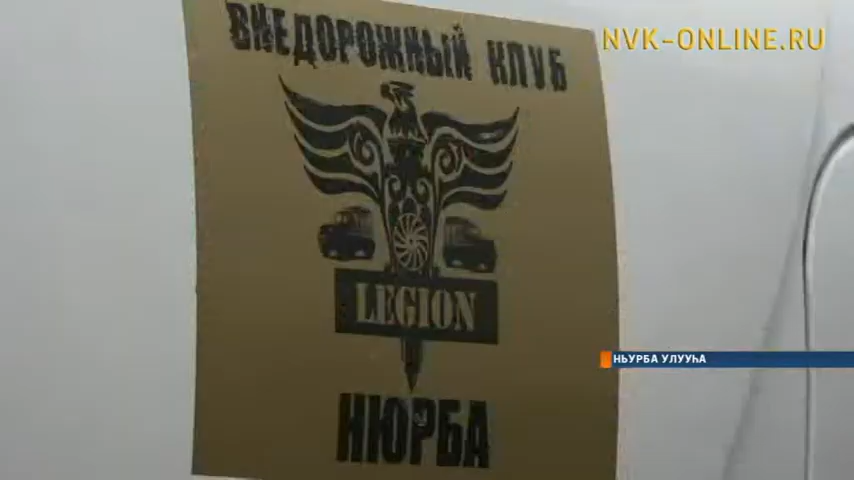 NVK-ONLINE.RU
ВНЕДОРОЖНЫЙ КЛУБ
LEGION
НЬУРБА УЛУУҺА
НЮРБА